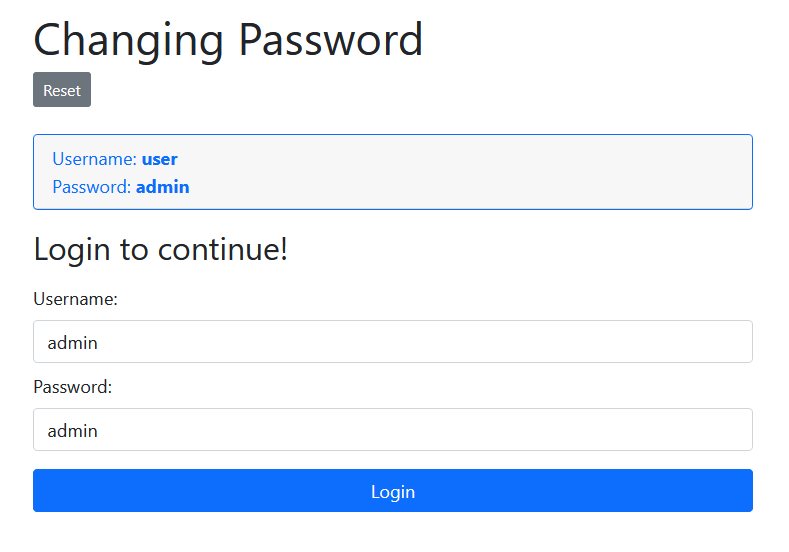 Changing Password
Reset
Username: user
Password: admin
Login to continue!
Username:
admin
Password:
admin
Login